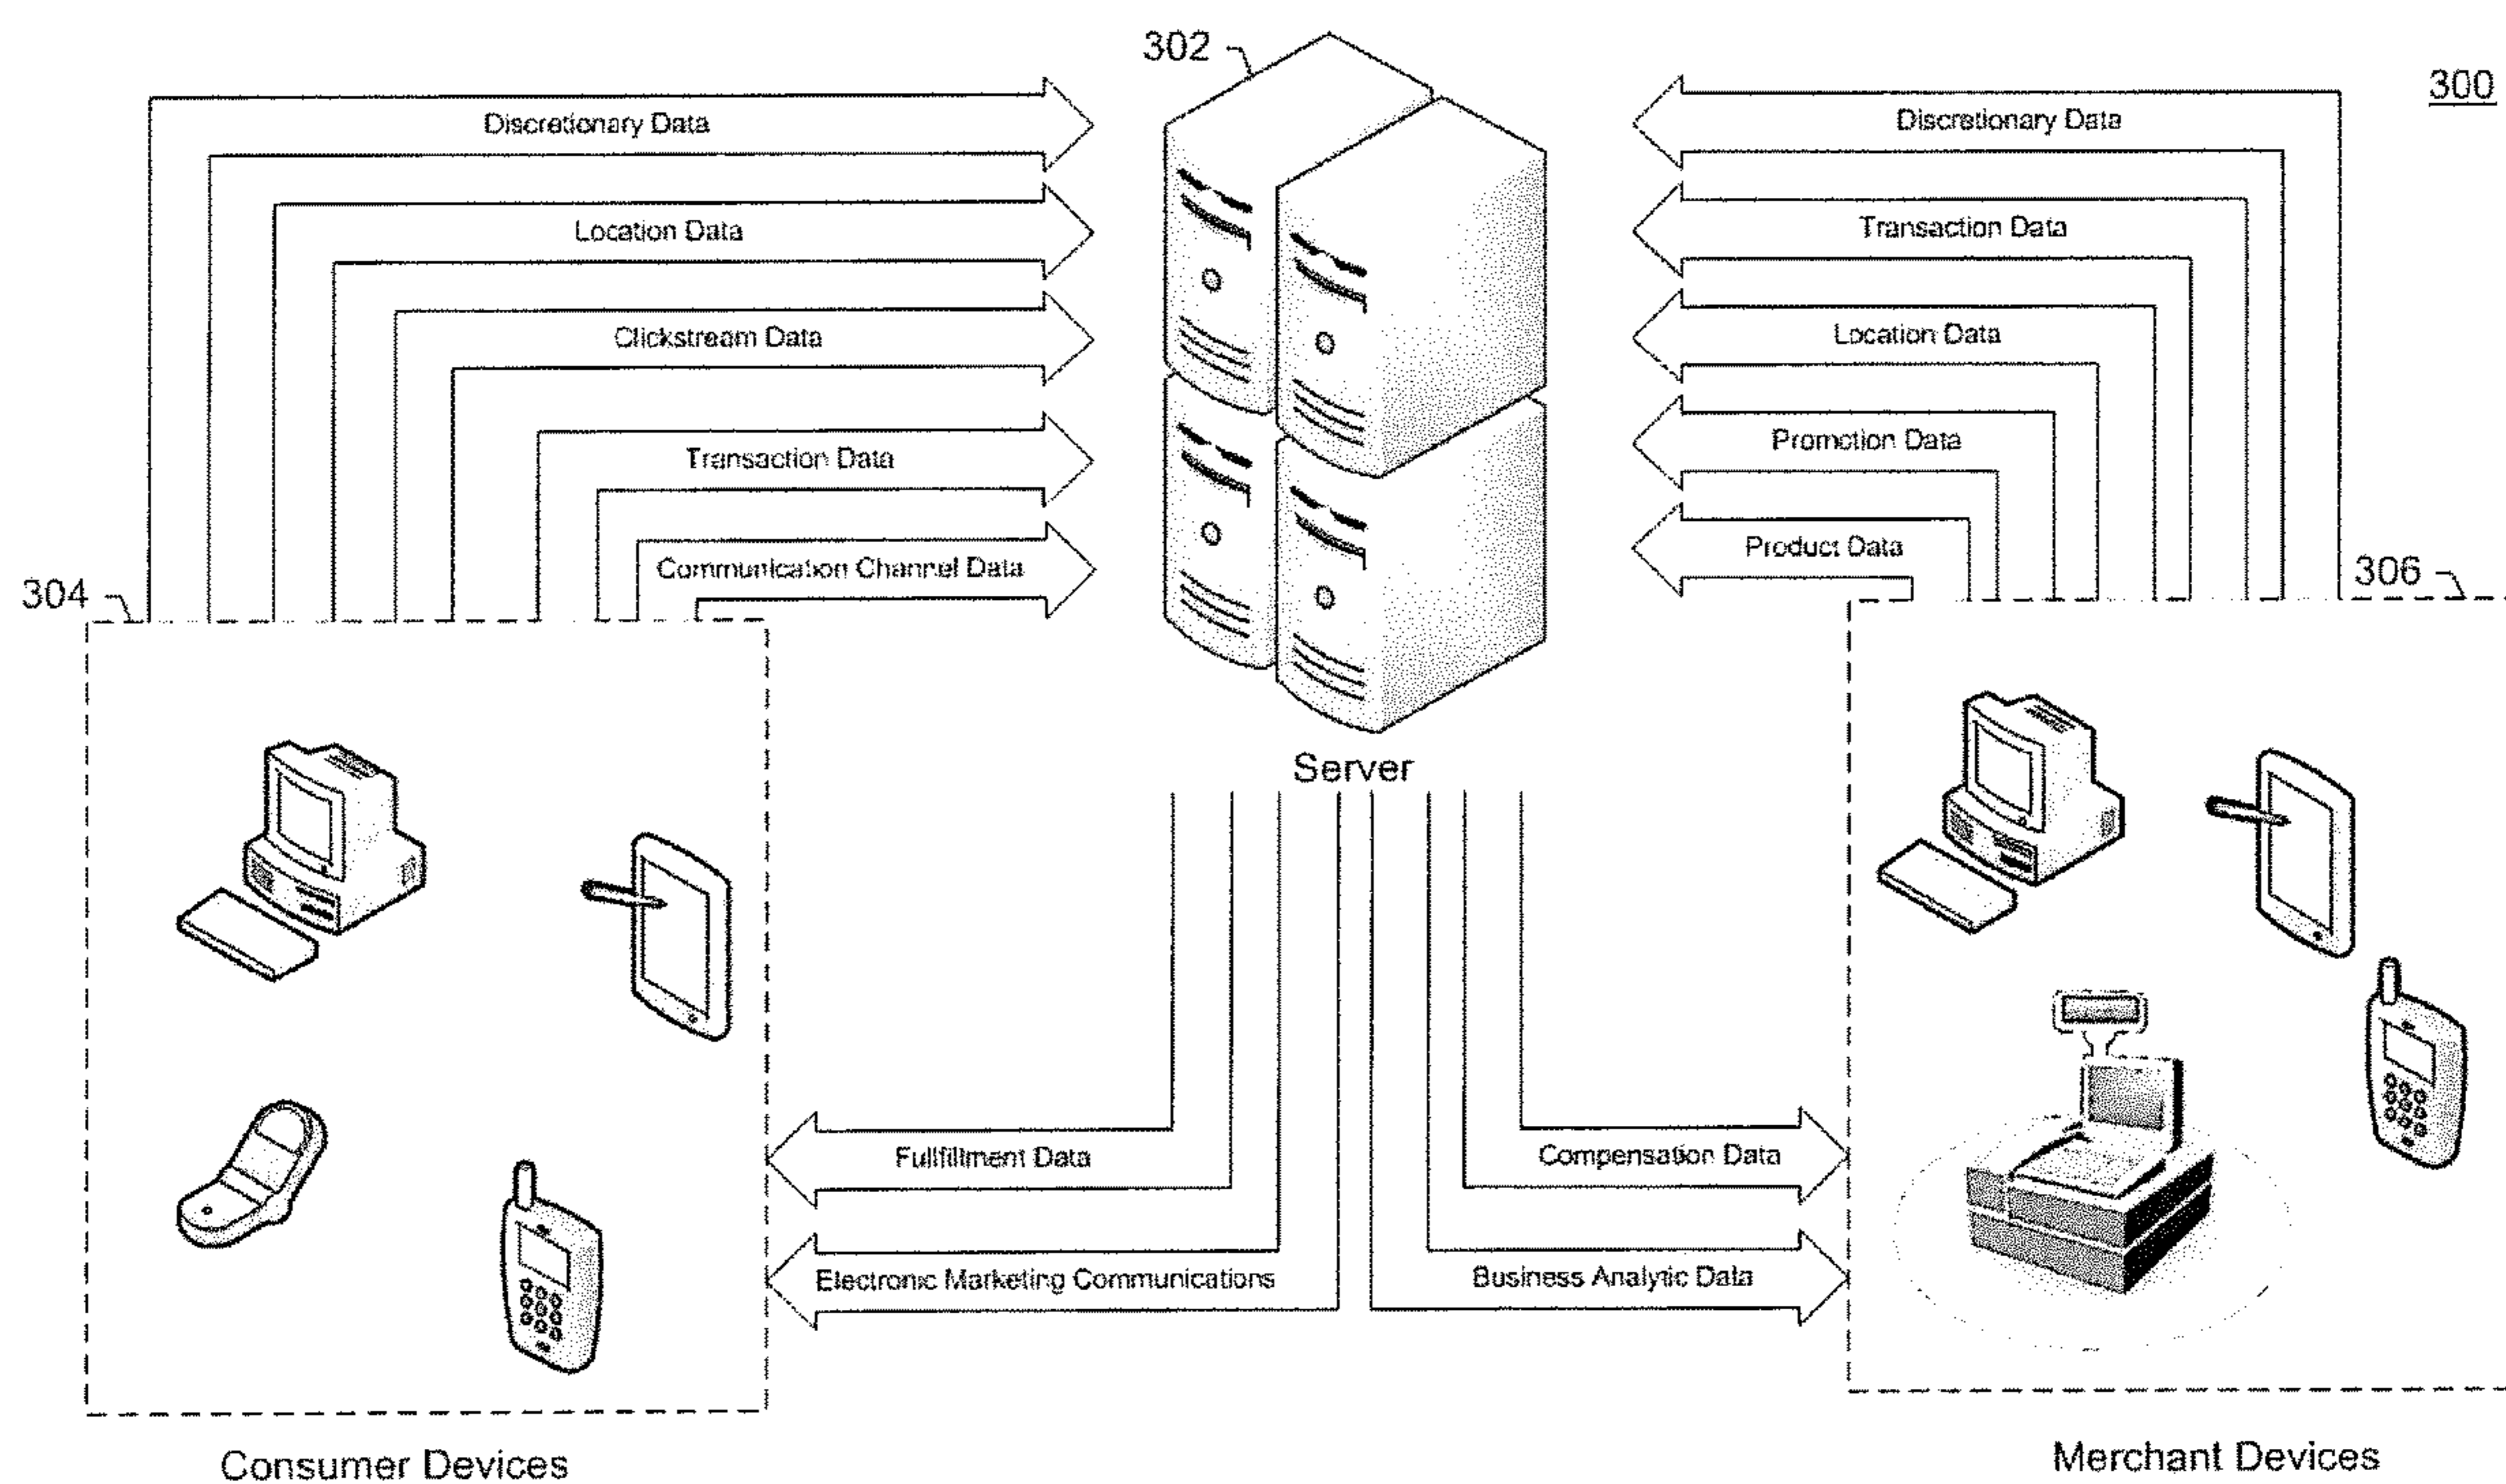 302
300
Discretionary Data
Location Data
Clickstream Data
Transaction Data
Communication Channel Data
Discretionary Data
Transaction Data
Location Data
Promotion Data
Product Data
304
306
Server
Fullfillment Data
Electronic Marketing Communications
Compensation Data
Business Analytic Data
Consumer Devices
Merchant Devices